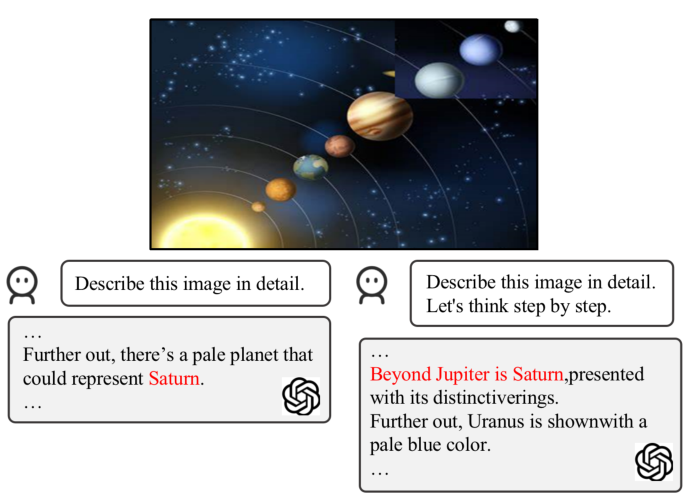 Describe this image in detail.
…
Further out, there’s a pale planet that
could represent Saturn.
…
Describe this image in detail.
Let's think step by step.
…
Beyond Jupiter is Saturn,presented
with its distinctiverings.
Further out, Uranus is shownwith a
pale blue color.
…